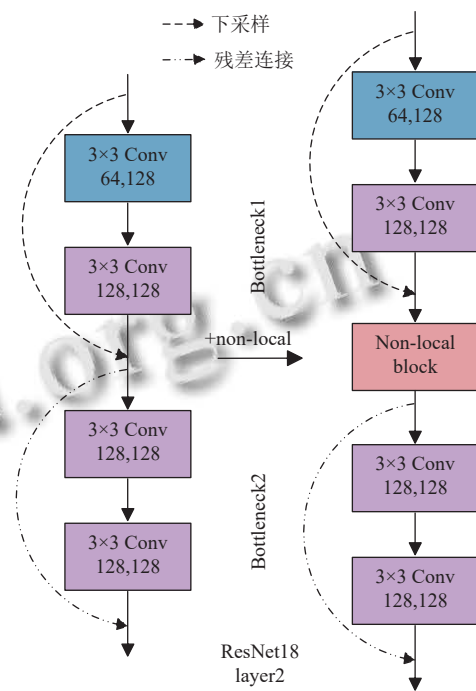 下采样
残差连接
3×3 Conv
64,128
3×3 Conv
128,128
3×3 Conv
128,128
3×3 Conv
128,128
+non-local
Bottleneck1
Bottleneck2
3×3 Conv
64,128
3×3 Conv
128,128
Non-local
block
3×3 Conv
128,128
3×3 Conv
128,128
ResNet18
layer2
.org.cn